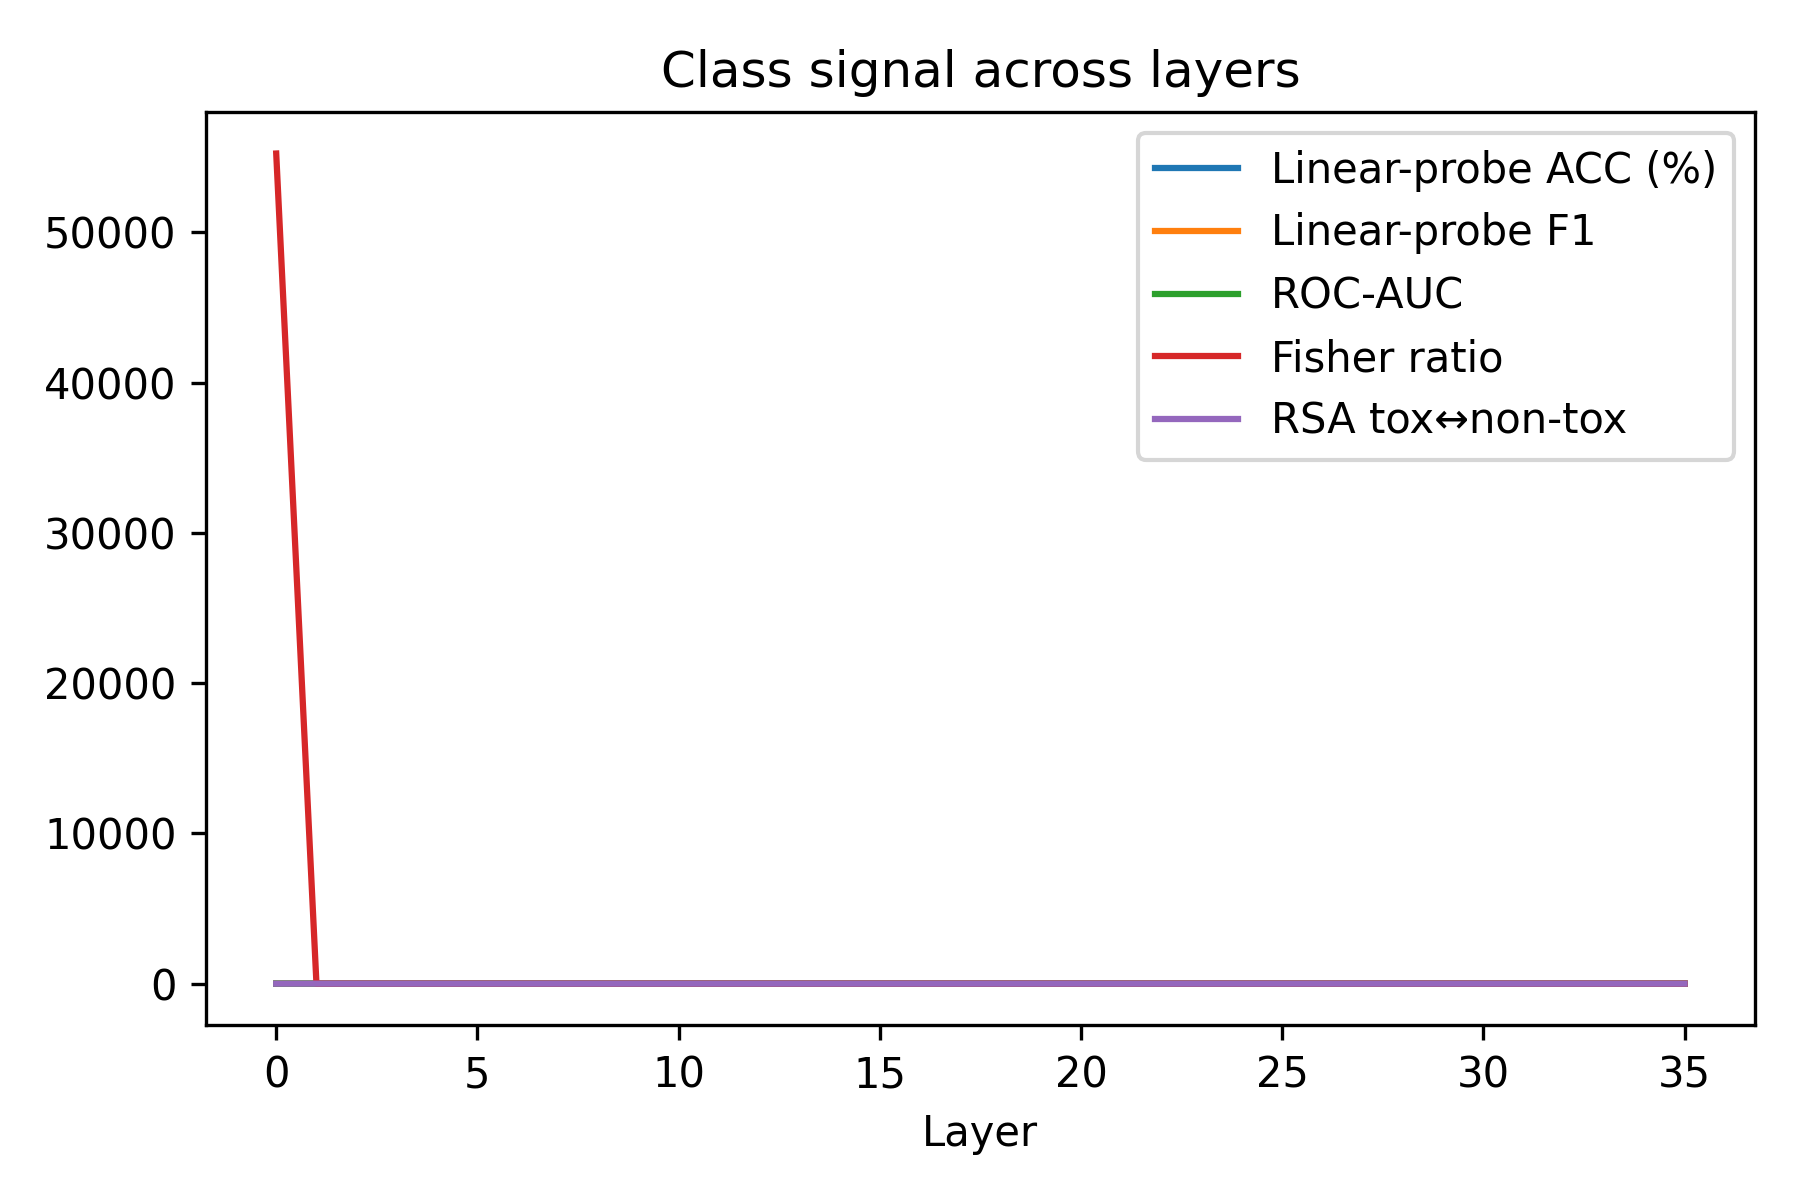 Class signal across layers
Linear-probe ACC (%)
Linear-probe F1
ROC-AUC
Fisher ratio
RSA tox↔non-tox
50000
40000
30000
20000
10000
0
0 5 10 15 20 25 30 35
Layer